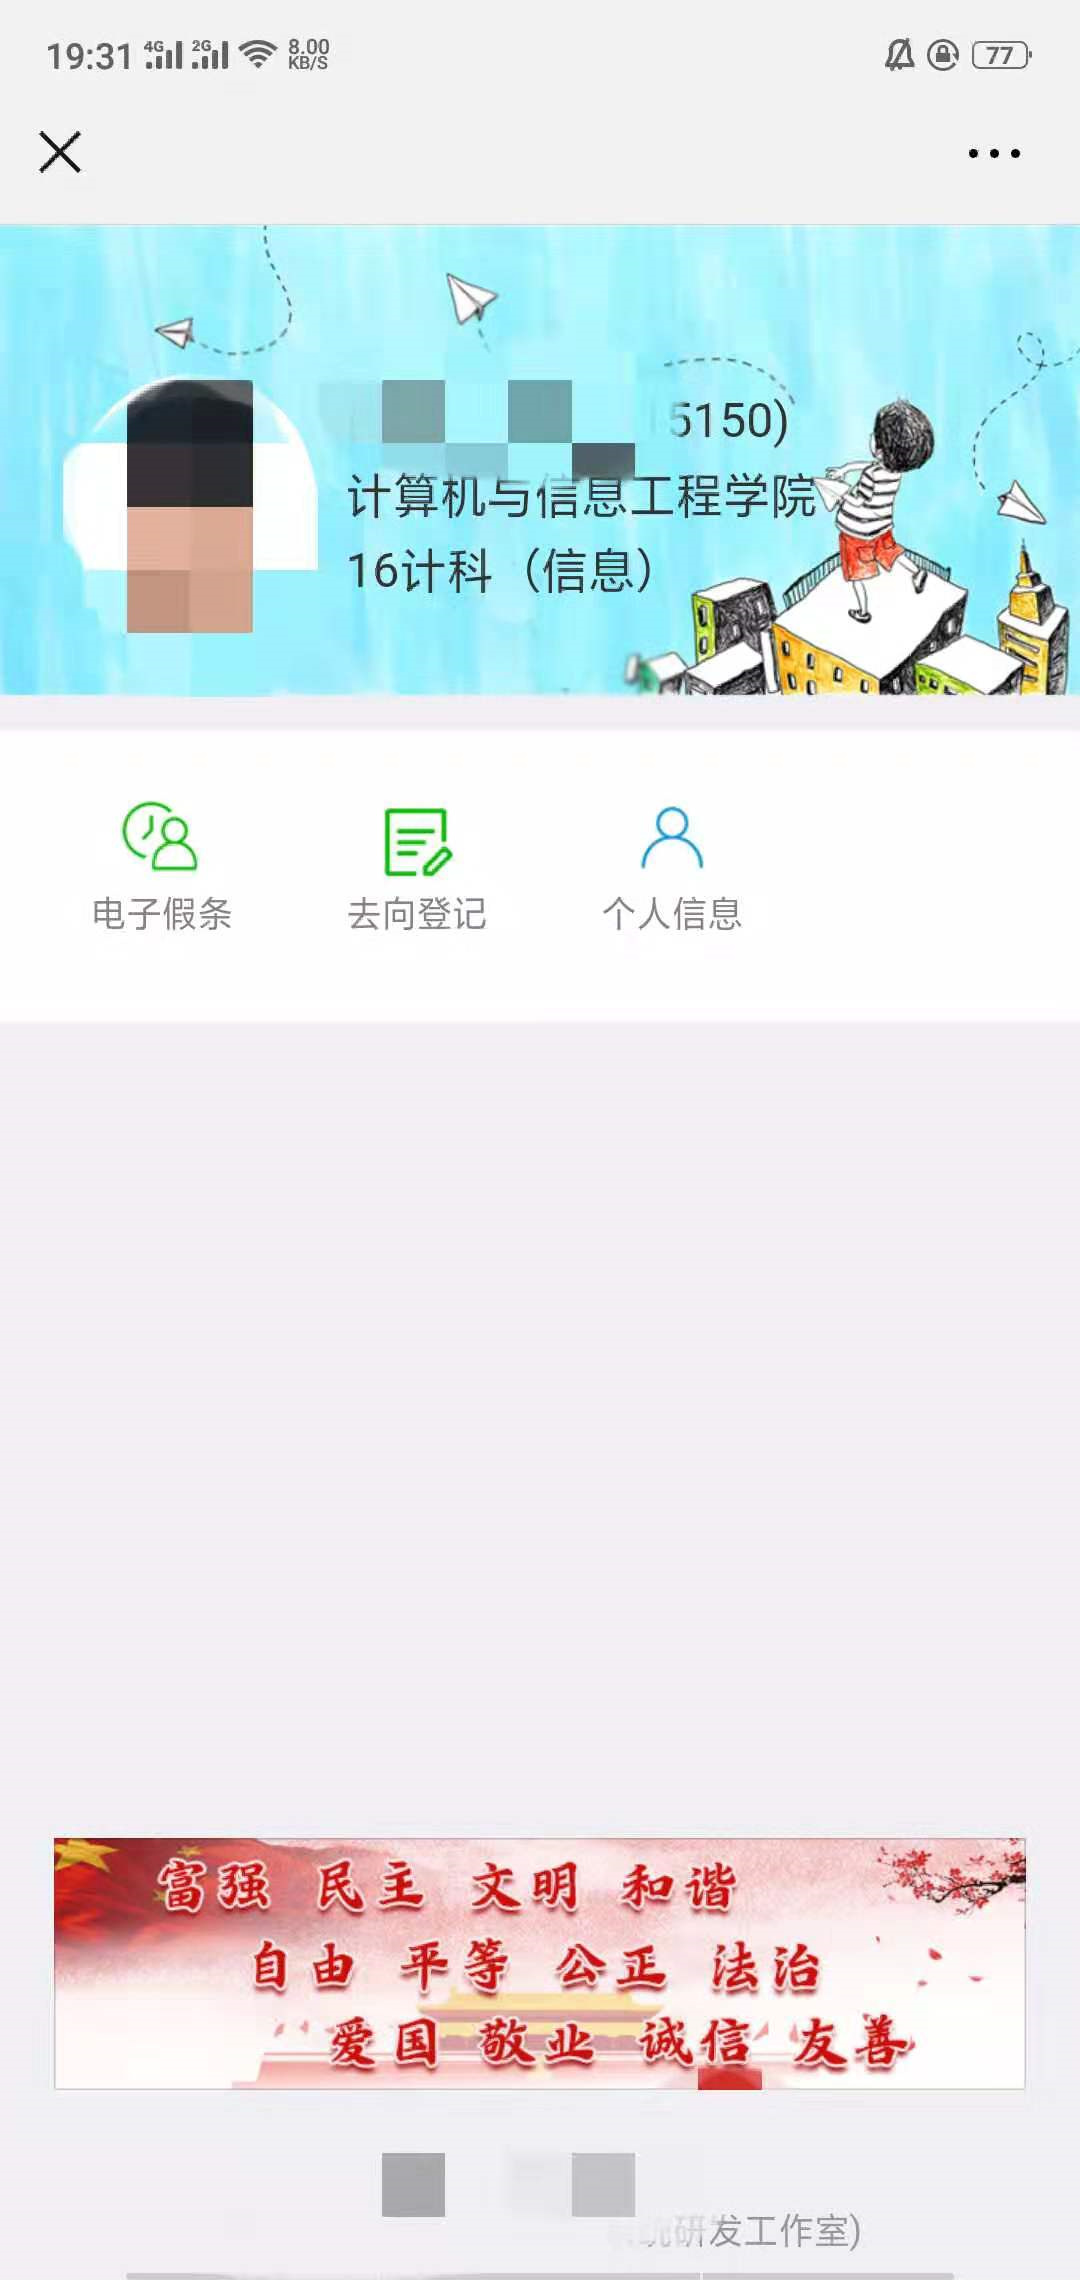 19:31 4G 2G 8.00 KB/S 77
5150)
计算机与信息工程学院
16计科（信息）
电子假条 去向登记 个人信息
富强 民主 文明 和谐
自由 平等 公正 法治
爱国 敬业 诚信 友善
研发工作室)